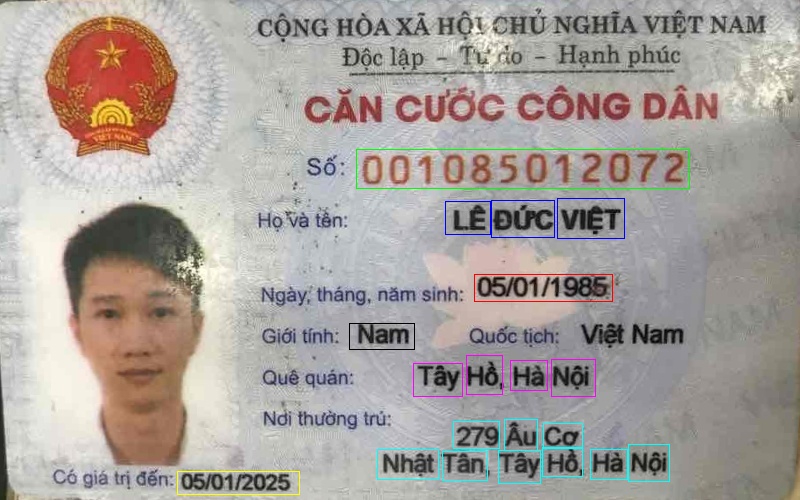 CỘNG HÒA XÃ HỘI CHỦ NGHĨA VIỆT NAM
Độc lập - Tự do - Hạnh phúc
CĂN CƯỚC CÔNG DÂN
VIỆT NAM
Số: 001085012072
Họ và tên: LÊ ĐỨC VIỆT
Ngày, tháng, năm sinh: 05/01/1985
Giới tính: Nam Quốc tịch: Việt Nam
Quê quán: Tây Hồ, Hà Nội
Nơi thường trú: 279 Âu Cơ
Nhật Tân, Tây Hồ, Hà Nội
Có giá trị đến: 05/01/2025